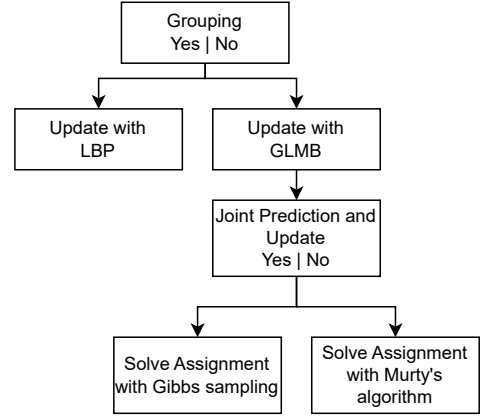 Grouping
Yes | No
Update with
LBP
Update with
GLMB
Joint Prediction and
Update
Yes | No
Solve Assignment
with Gibbs sampling
Solve Assignment
with Murty's
algorithm